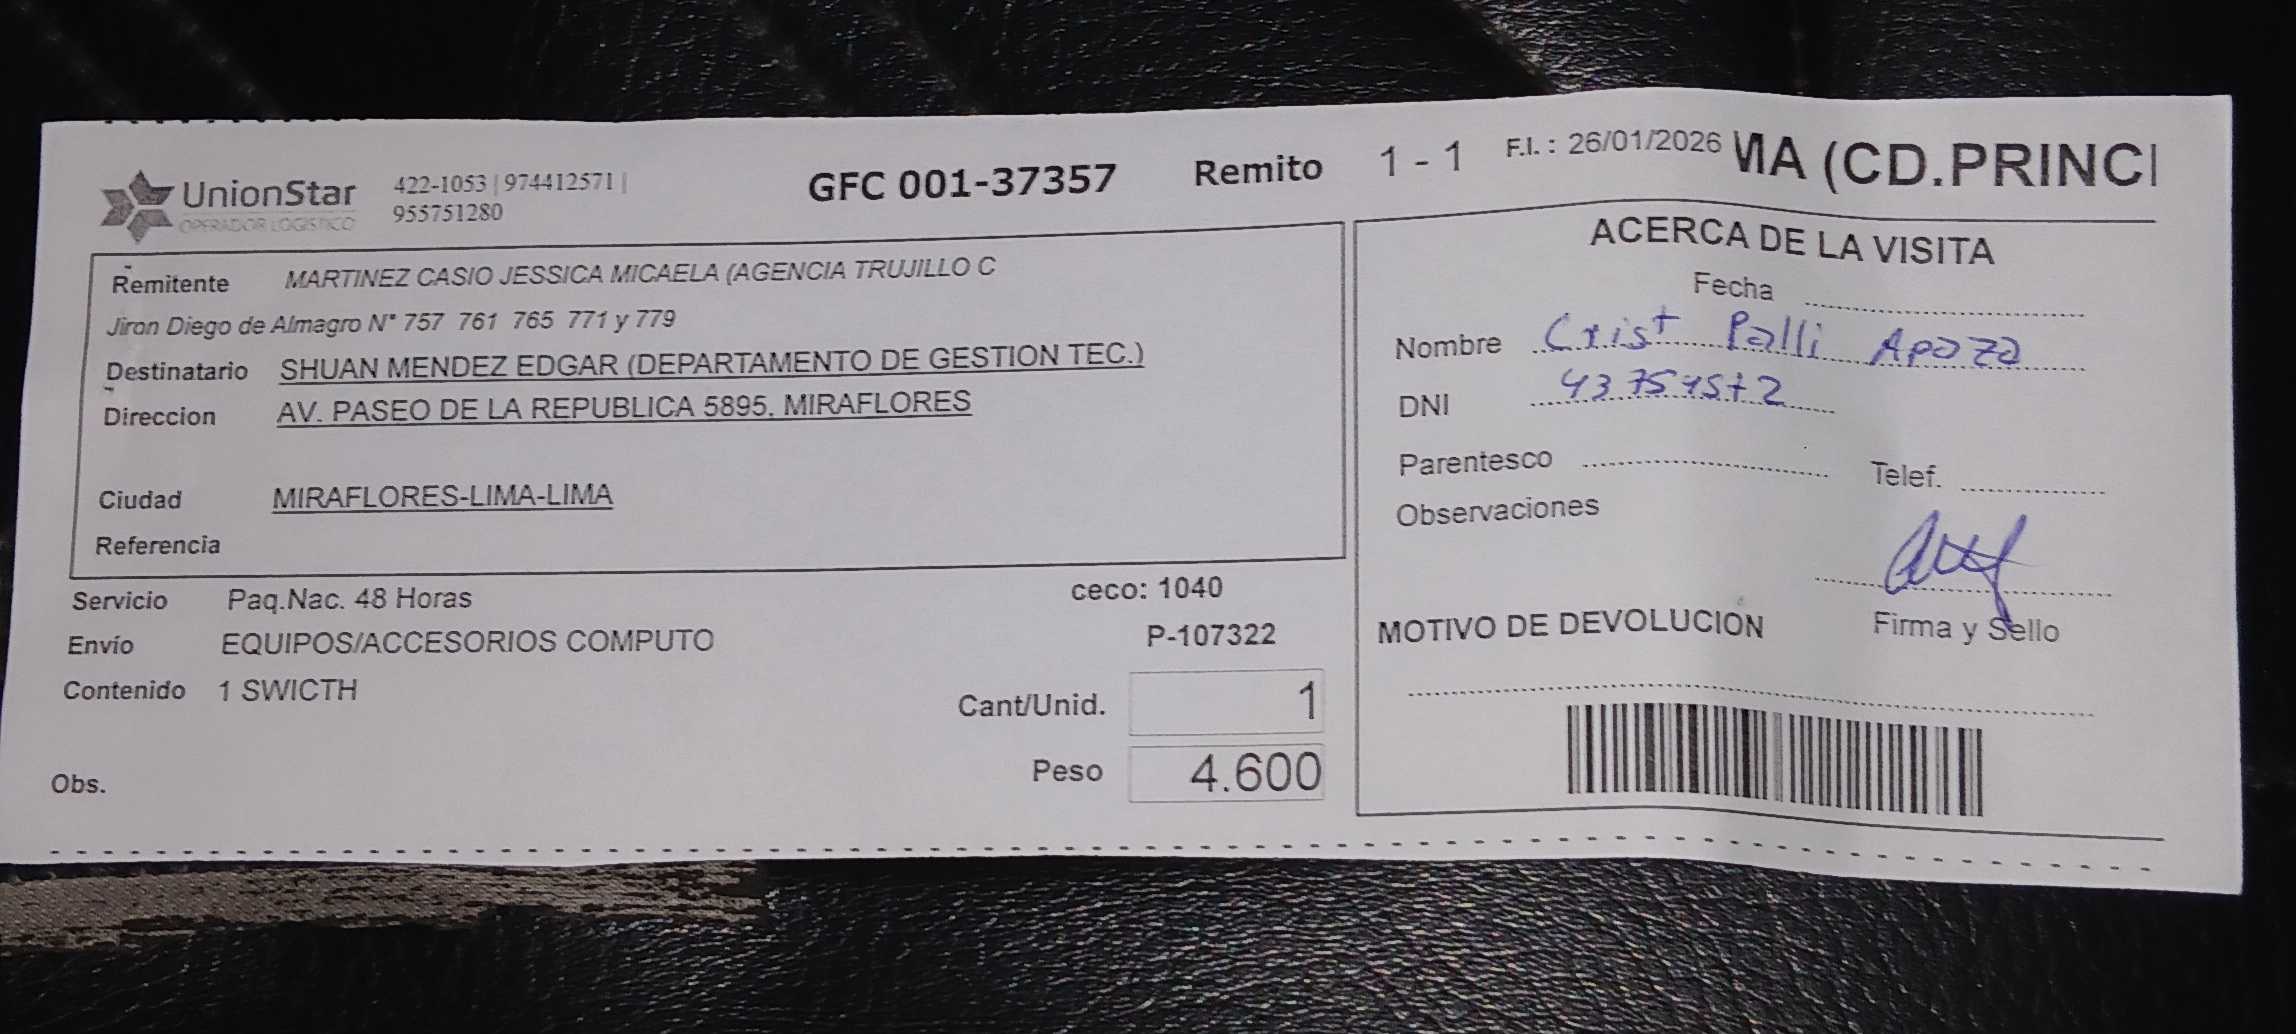 UnionStar
OPERADOR LOGISTICO
422-1053 | 974412571 |
955751280
GFC 001-37357 Remito 1 - 1 F.I. : 26/01/2026 MA (CD.PRINCI
Remitente MARTINEZ CASIO JESSICA MICAELA (AGENCIA TRUJILLO C
Jiron Diego de Almagro N° 757 761 765 771 y 779
Destinatario SHUAN MENDEZ EDGAR (DEPARTAMENTO DE GESTION TEC.)
Direccion AV. PASEO DE LA REPUBLICA 5895. MIRAFLORES
Ciudad MIRAFLORES-LIMA-LIMA
Referencia
Servicio Paq.Nac. 48 Horas
ceco: 1040
Envío EQUIPOS/ACCESORIOS COMPUTO
P-107322
Contenido 1 SWICTH
Cant/Unid. 1
Peso 4.600
Obs.
ACERCA DE LA VISITA
Fecha
Nombre Crist Palli Apaza
DNI
Parentesco Telef.
Observaciones
Firma y Sello
MOTIVO DE DEVOLUCION